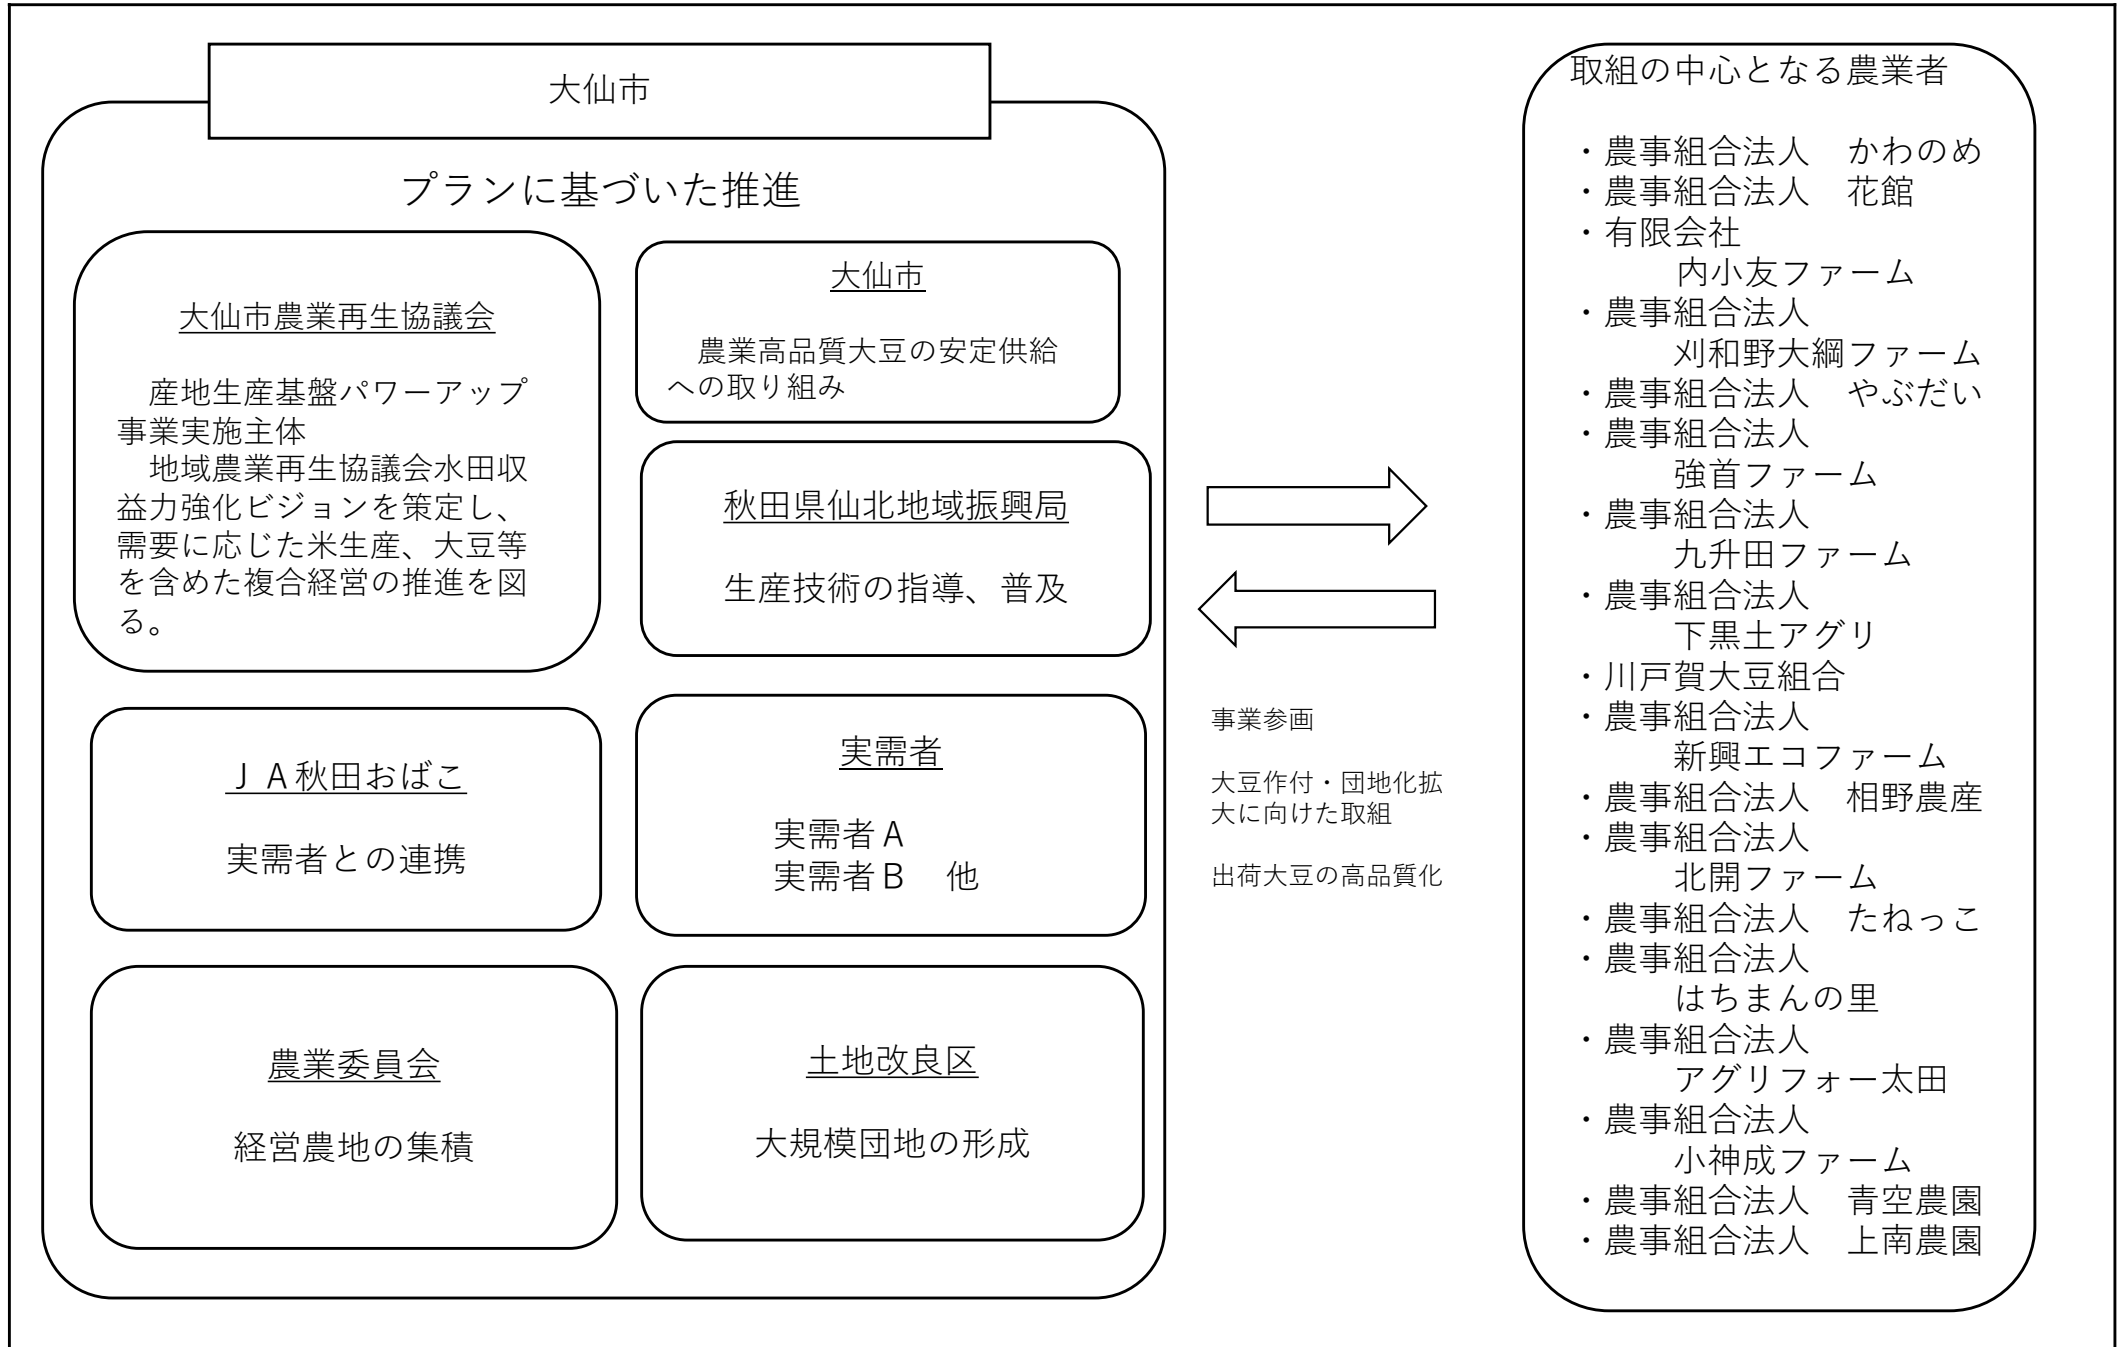 大仙市
プランに基づいた推進
大仙市農業再生協議会
産地生産基盤パワーアップ
事業実施主体
地域農業再生協議会水田収
益力強化ビジョンを策定し、
需要に応じた米生産、大豆等
を含めた複合経営の推進を図
る。
大仙市
農業高品質大豆の安定供給
への取り組み
秋田県仙北地域振興局
生産技術の指導、普及
ＪＡ秋田おばこ
実需者との連携
実需者
実需者Ａ
実需者Ｂ　他
農業委員会
経営農地の集積
土地改良区
大規模団地の形成
事業参画
大豆作付・団地化拡
大に向けた取組
出荷大豆の高品質化
取組の中心となる農業者
・農事組合法人　かわのめ
・農事組合法人　花館
・有限会社
内小友ファーム
・農事組合法人
刈和野大綱ファーム
・農事組合法人　やぶだい
・農事組合法人
強首ファーム
・農事組合法人
九升田ファーム
・農事組合法人
下黒土アグリ
・川戸賀大豆組合
・農事組合法人
新興エコファーム
・農事組合法人　相野農産
・農事組合法人
北開ファーム
・農事組合法人　たねっこ
・農事組合法人
はちまんの里
・農事組合法人
アグリフォー太田
・農事組合法人
小神成ファーム
・農事組合法人　青空農園
・農事組合法人　上南農園